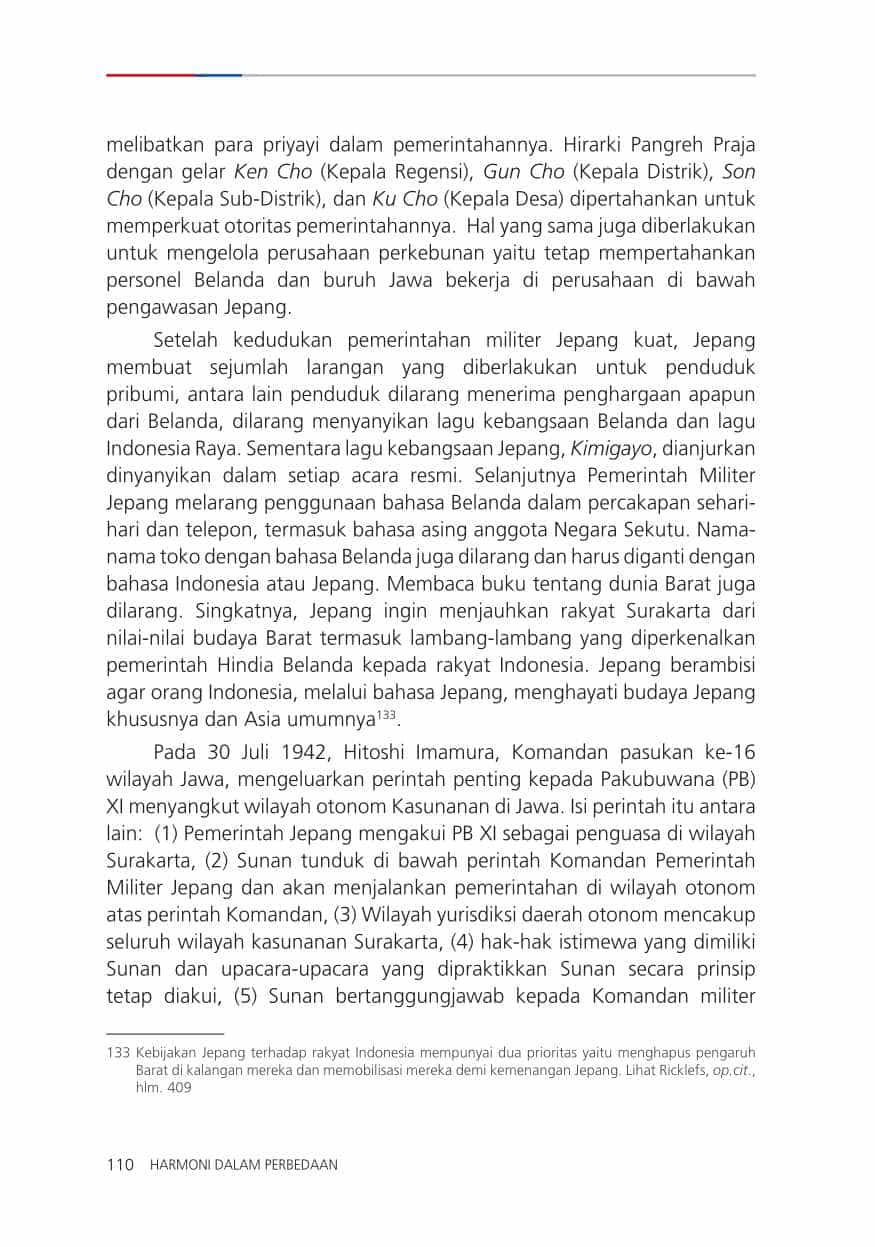 melibatkan para priyayi dalam pemerintahannya. Hirarki Pangreh Praja
dengan gelar Ken Cho (Kepala Regensi), Gun Cho (Kepala Distrik), Son
Cho (Kepala Sub-Distrik), dan Ku Cho (Kepala Desa) dipertahankan untuk
memperkuat otoritas pemerintahannya.  Hal yang sama juga diberlakukan
untuk mengelola perusahaan perkebunan yaitu tetap mempertahankan
personel Belanda dan buruh Jawa bekerja di perusahaan di bawah
pengawasan Jepang.
Setelah kedudukan pemerintahan militer Jepang kuat, Jepang
membuat sejumlah larangan yang diberlakukan untuk penduduk
pribumi, antara lain penduduk dilarang menerima penghargaan apapun
dari Belanda, dilarang menyanyikan lagu kebangsaan Belanda dan lagu
Indonesia Raya. Sementara lagu kebangsaan Jepang, Kimigayo, dianjurkan
dinyanyikan dalam setiap acara resmi. Selanjutnya Pemerintah Militer
Jepang melarang penggunaan bahasa Belanda dalam percakapan sehari-
hari dan telepon, termasuk bahasa asing anggota Negara Sekutu. Nama-
nama toko dengan bahasa Belanda juga dilarang dan harus diganti dengan
bahasa Indonesia atau Jepang. Membaca buku tentang dunia Barat juga
dilarang. Singkatnya, Jepang ingin menjauhkan rakyat Surakarta dari
nilai-nilai budaya Barat termasuk lambang-lambang yang diperkenalkan
pemerintah Hindia Belanda kepada rakyat Indonesia. Jepang berambisi
agar orang Indonesia, melalui bahasa Jepang, menghayati budaya Jepang
khususnya dan Asia umumnya133.
Pada 30 Juli 1942, Hitoshi Imamura, Komandan pasukan ke-16
wilayah Jawa, mengeluarkan perintah penting kepada Pakubuwana (PB)
XI menyangkut wilayah otonom Kasunanan di Jawa. Isi perintah itu antara
lain:  (1) Pemerintah Jepang mengakui PB XI sebagai penguasa di wilayah
Surakarta, (2) Sunan tunduk di bawah perintah Komandan Pemerintah
Militer Jepang dan akan menjalankan pemerintahan di wilayah otonom
atas perintah Komandan, (3) Wilayah yurisdiksi daerah otonom mencakup
seluruh wilayah kasunanan Surakarta, (4) hak-hak istimewa yang dimiliki
Sunan dan upacara-upacara yang dipraktikkan Sunan secara prinsip
tetap diakui, (5) Sunan bertanggungjawab kepada Komandan militer
133 Kebijakan Jepang terhadap rakyat Indonesia mempunyai dua prioritas yaitu menghapus pengaruh
Barat di kalangan mereka dan memobilisasi mereka demi kemenangan Jepang. Lihat Ricklefs, op.cit.,
hlm. 409
110 HARMONI DALAM PERBEDAAN